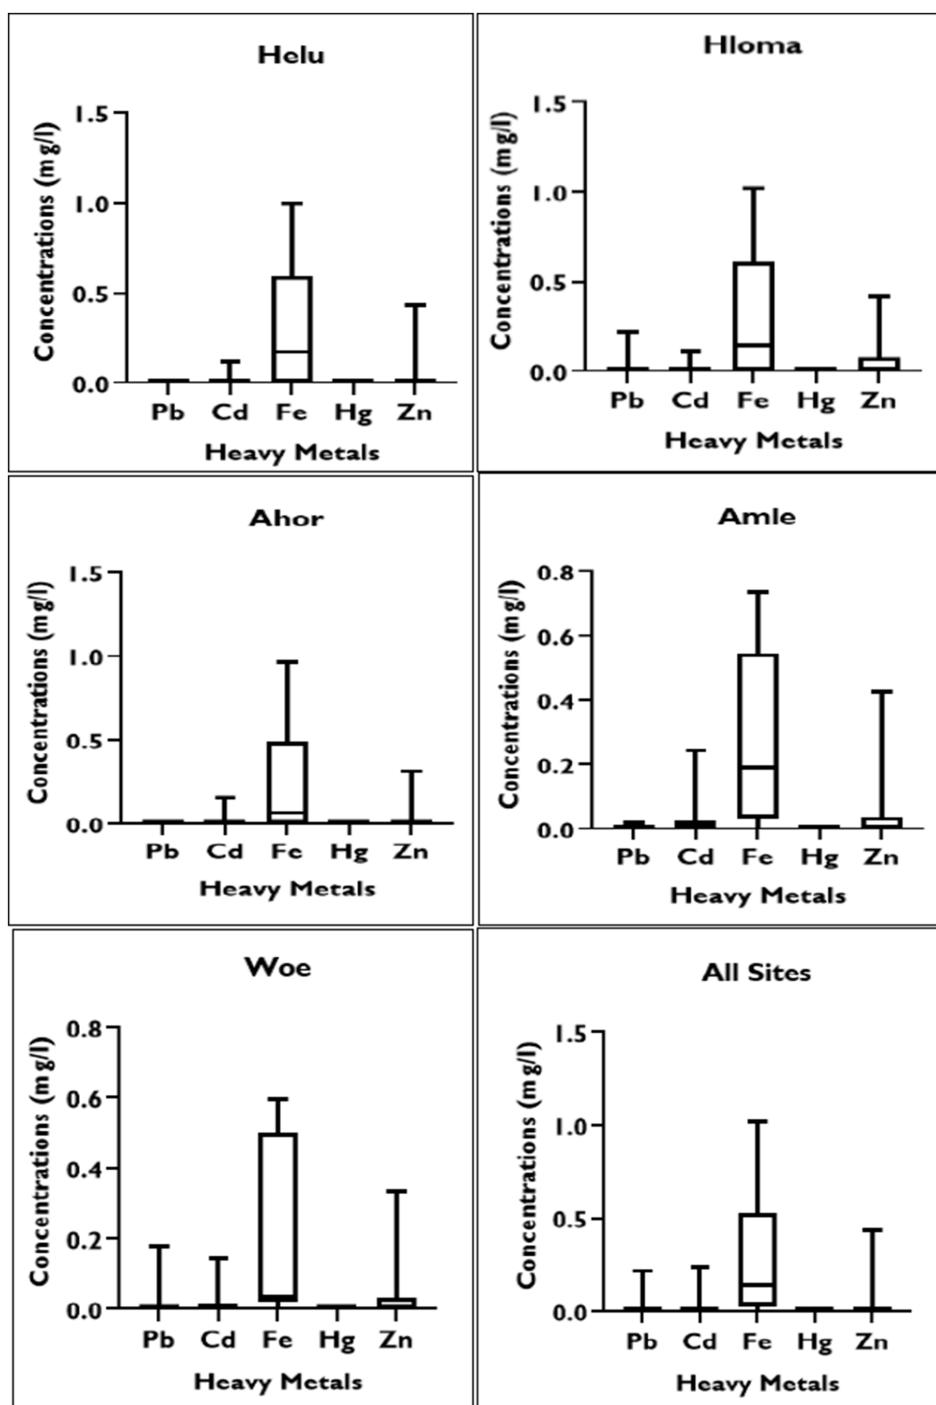 Helu
Concentrations (mg/l)
1.5
1.0
0.5
0.0
Pb Cd Fe Hg Zn
Heavy Metals
Hloma
Concentrations (mg/l)
1.5
1.0
0.5
0.0
Pb Cd Fe Hg Zn
Heavy Metals
Ahor
Concentrations (mg/l)
1.5
1.0
0.5
0.0
Pb Cd Fe Hg Zn
Heavy Metals
Amle
Concentrations (mg/l)
0.8
0.6
0.4
0.2
0.0
Pb Cd Fe Hg Zn
Heavy Metals
Woe
Concentrations (mg/l)
0.8
0.6
0.4
0.2
0.0
Pb Cd Fe Hg Zn
Heavy Metals
All Sites
Concentrations (mg/l)
1.5
1.0
0.5
0.0
Pb Cd Fe Hg Zn
Heavy Metals